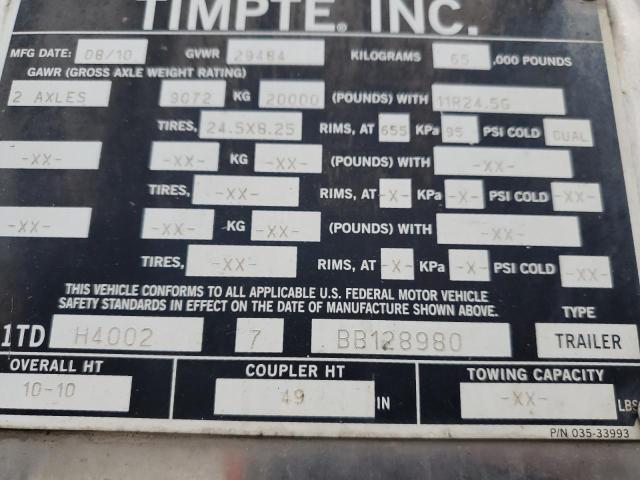 TIMPTE, INC.
MFG DATE: 08/10 GVWR 29484 KILOGRAMS 65 ,000 POUNDS
GAWR (GROSS AXLE WEIGHT RATING)
2 AXLES 9072 KG 20000 (POUNDS) WITH 11R24.5G
TIRES, 24.5X8.25 RIMS, AT 655 KPa 95 PSI COLD DUAL
-XX- -XX- KG -XX- (POUNDS) WITH -XX-
TIRES, -XX- RIMS, AT -X- KPa -X- PSI COLD -XX-
-XX- -XX- KG -XX- (POUNDS) WITH -XX-
TIRES, -XX- RIMS, AT -X- KPa -X- PSI COLD -XX-
THIS VEHICLE CONFORMS TO ALL APPLICABLE U.S. FEDERAL MOTOR VEHICLE
SAFETY STANDARDS IN EFFECT ON THE DATE OF MANUFACTURE SHOWN ABOVE. TYPE
1TD H4002 7 BB128980 TRAILER
OVERALL HT COUPLER HT TOWING CAPACITY
10-10 49 IN -XX- LBS
P/N 035-33993